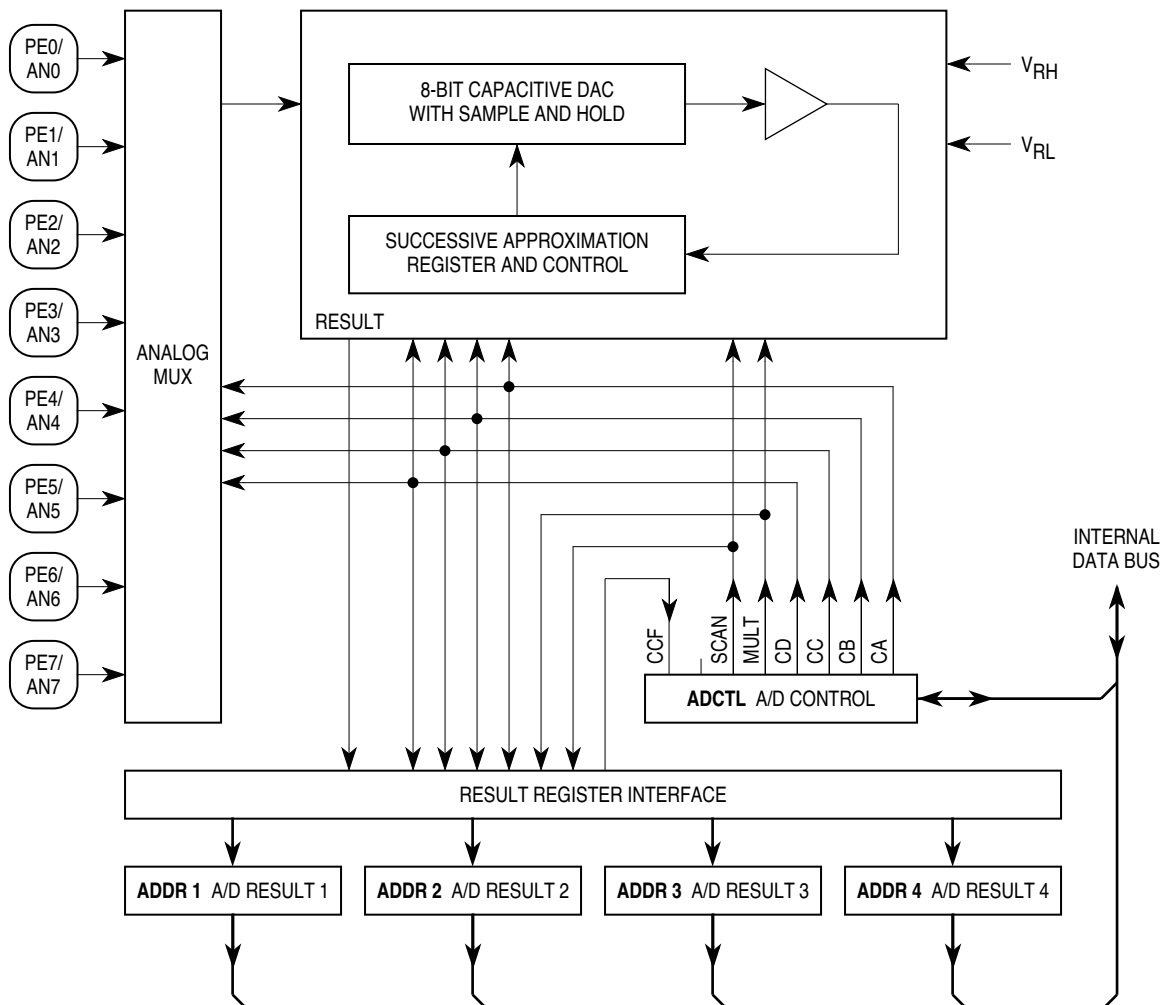 PE0/
AN0
PE1/
AN1
PE2/
AN2
PE3/
AN3
PE4/
AN4
PE5/
AN5
PE6/
AN6
PE7/
AN7
ANALOG
MUX
8-BIT CAPACITIVE DAC
WITH SAMPLE AND HOLD
SUCCESSIVE APPROXIMATION
REGISTER AND CONTROL
RESULT
VRH
VRL
INTERNAL
DATA BUS
CCF
SCAN
MULT
CD
CC
CB
CA
ADCTL A/D CONTROL
RESULT REGISTER INTERFACE
ADDR 1 A/D RESULT 1
ADDR 2 A/D RESULT 2
ADDR 3 A/D RESULT 3
ADDR 4 A/D RESULT 4